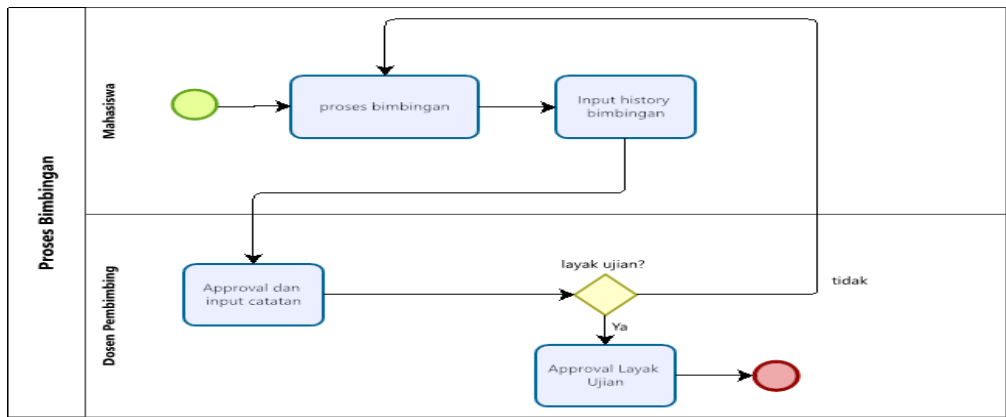 Proses Bimbingan
Mahasiswa
proses bimbingan
Input history
bimbingan
Dosen Pembimbing
Approval dan
input catatan
layak ujian?
tidak
Ya
Approval Layak
Ujian